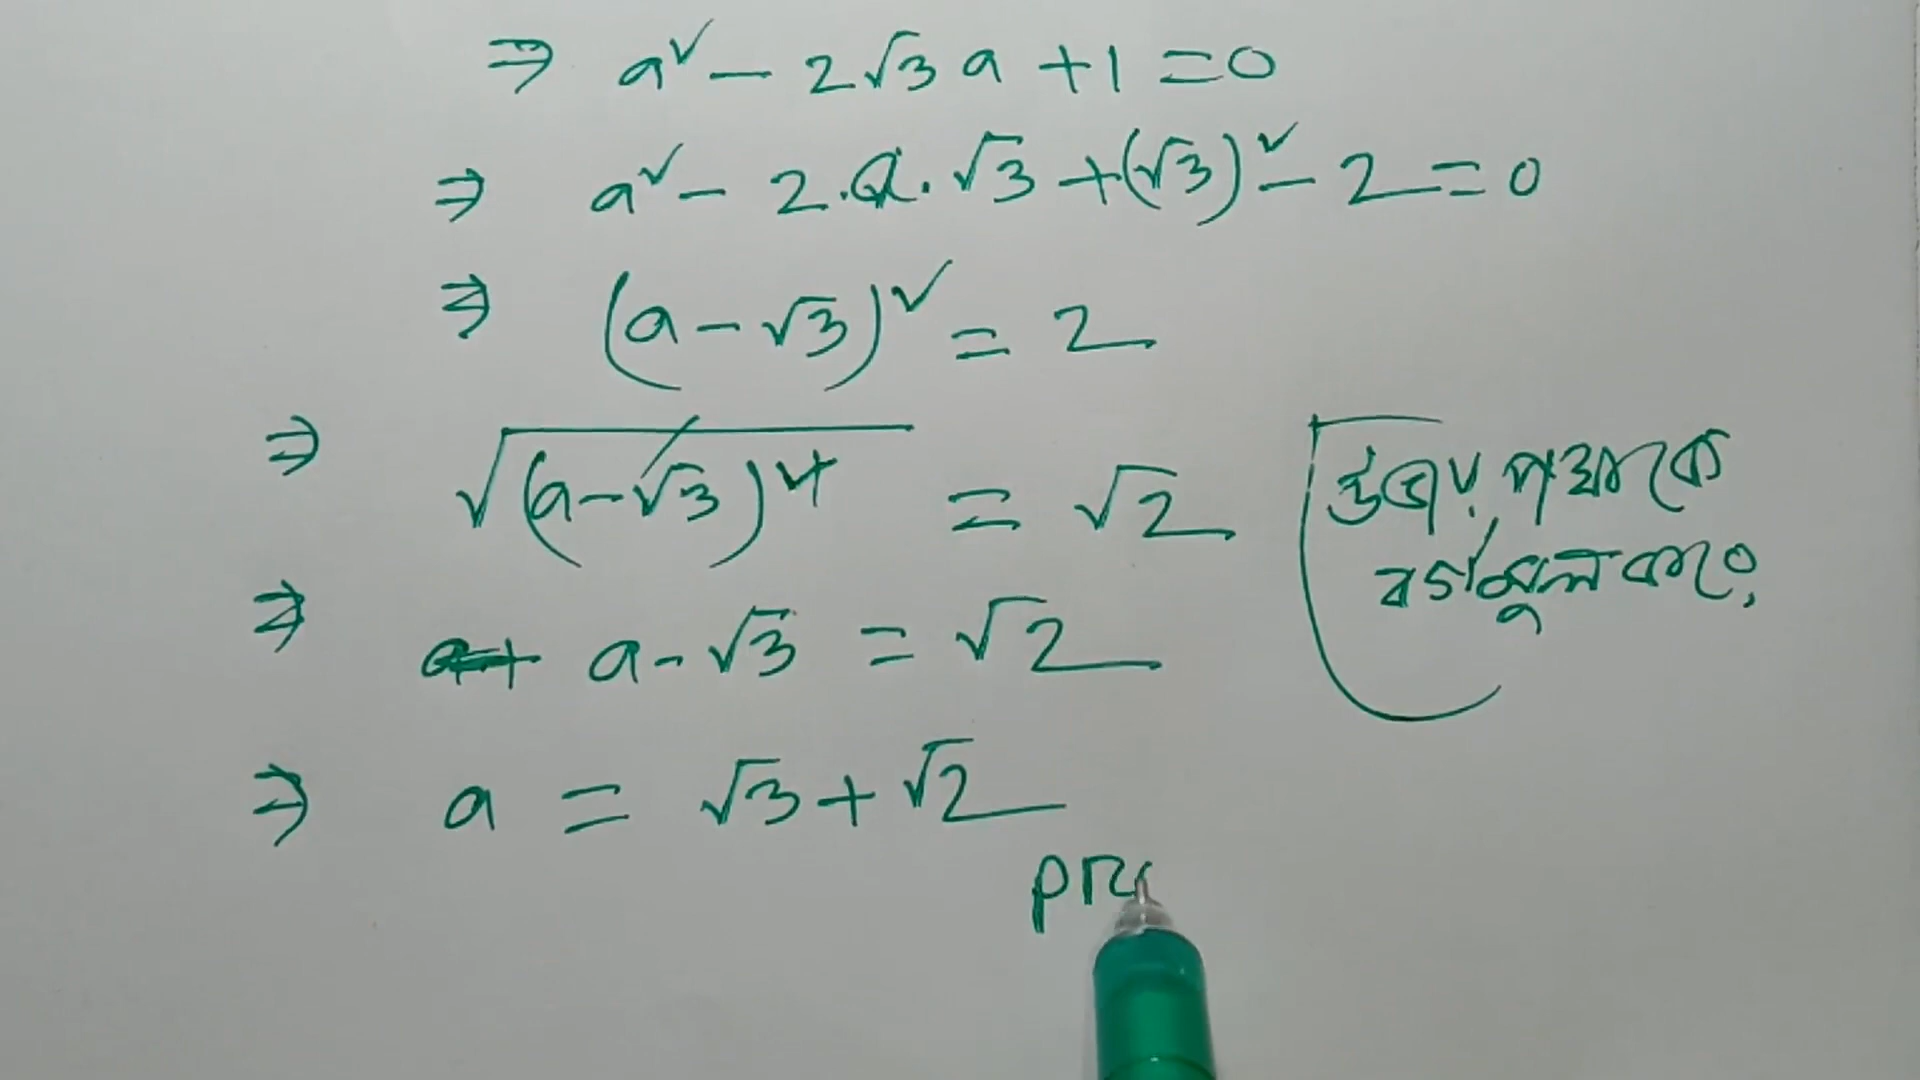 ⇒ a² - 2√3 a + 1 = 0
⇒ a² - 2.a.√3 + (√3)² - 2 = 0
⇒ (a - √3)² = 2
⇒ √(a - √3)² = √2
উভয় পক্ষকে
বর্গমূল করে,
⇒ a - √3 = √2
⇒ a = √3 + √2
pro